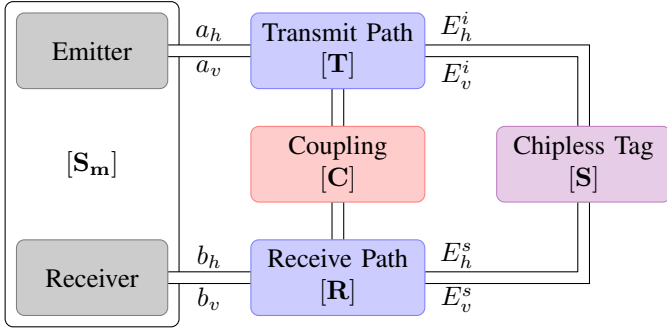 Emitter
a_h
a_v
Transmit Path
[T]
E_h^i
E_v^i
[S_m]
Coupling
[C]
Chipless Tag
[S]
Receiver
b_h
b_v
Receive Path
[R]
E_h^s
E_v^s